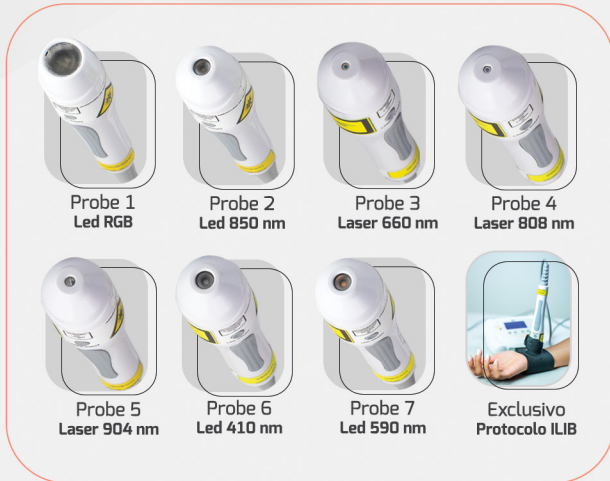 Probe 1
Led RGB
Probe 2
Led 850 nm
Probe 3
Laser 660 nm
Probe 4
Laser 808 nm
Probe 5
Laser 904 nm
Probe 6
Led 410 nm
Probe 7
Led 590 nm
Exclusivo
Protocolo ILIB